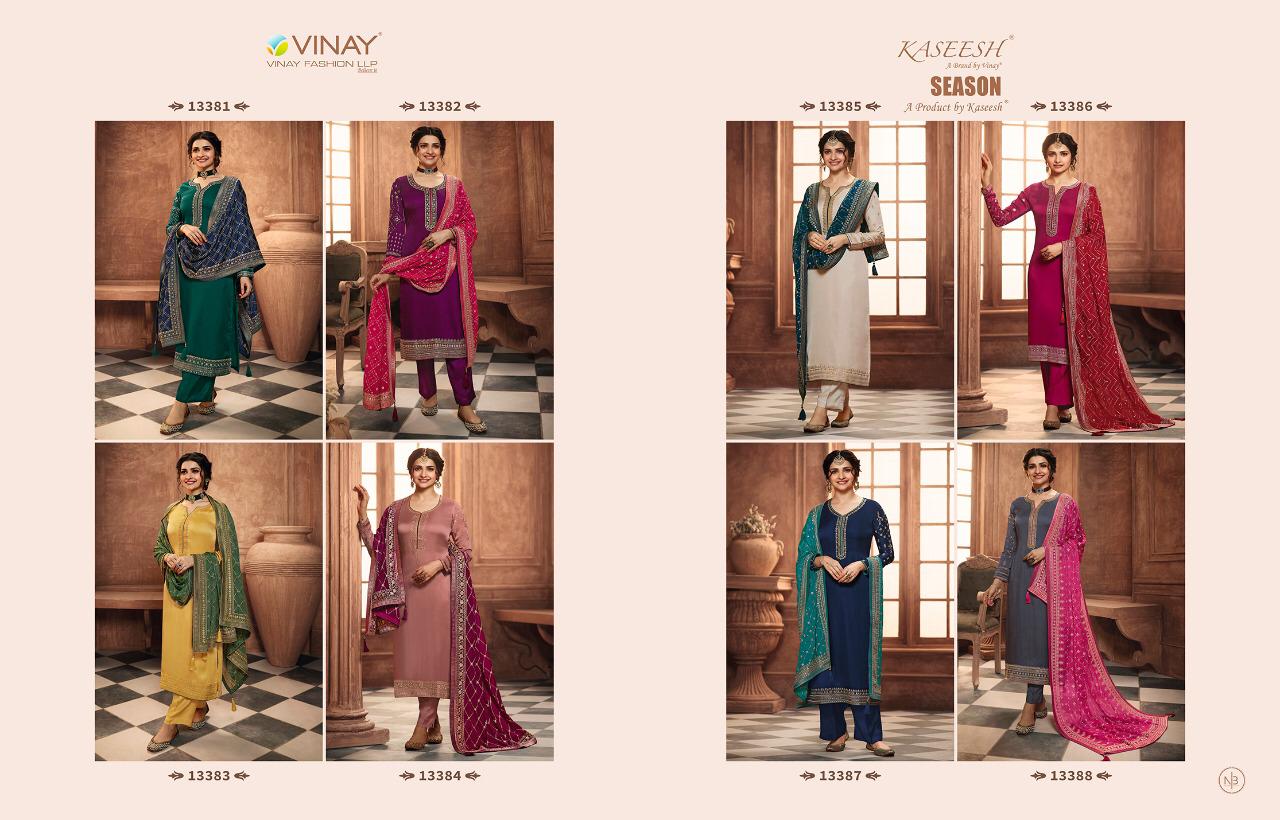 VINAY®
VINAY FASHION LLP
13381
13382
13383
13384
KASEESH®
A Brand by Vinay®
SEASON
A Product by Kaseesh®
13385
13386
13387
13388
NB